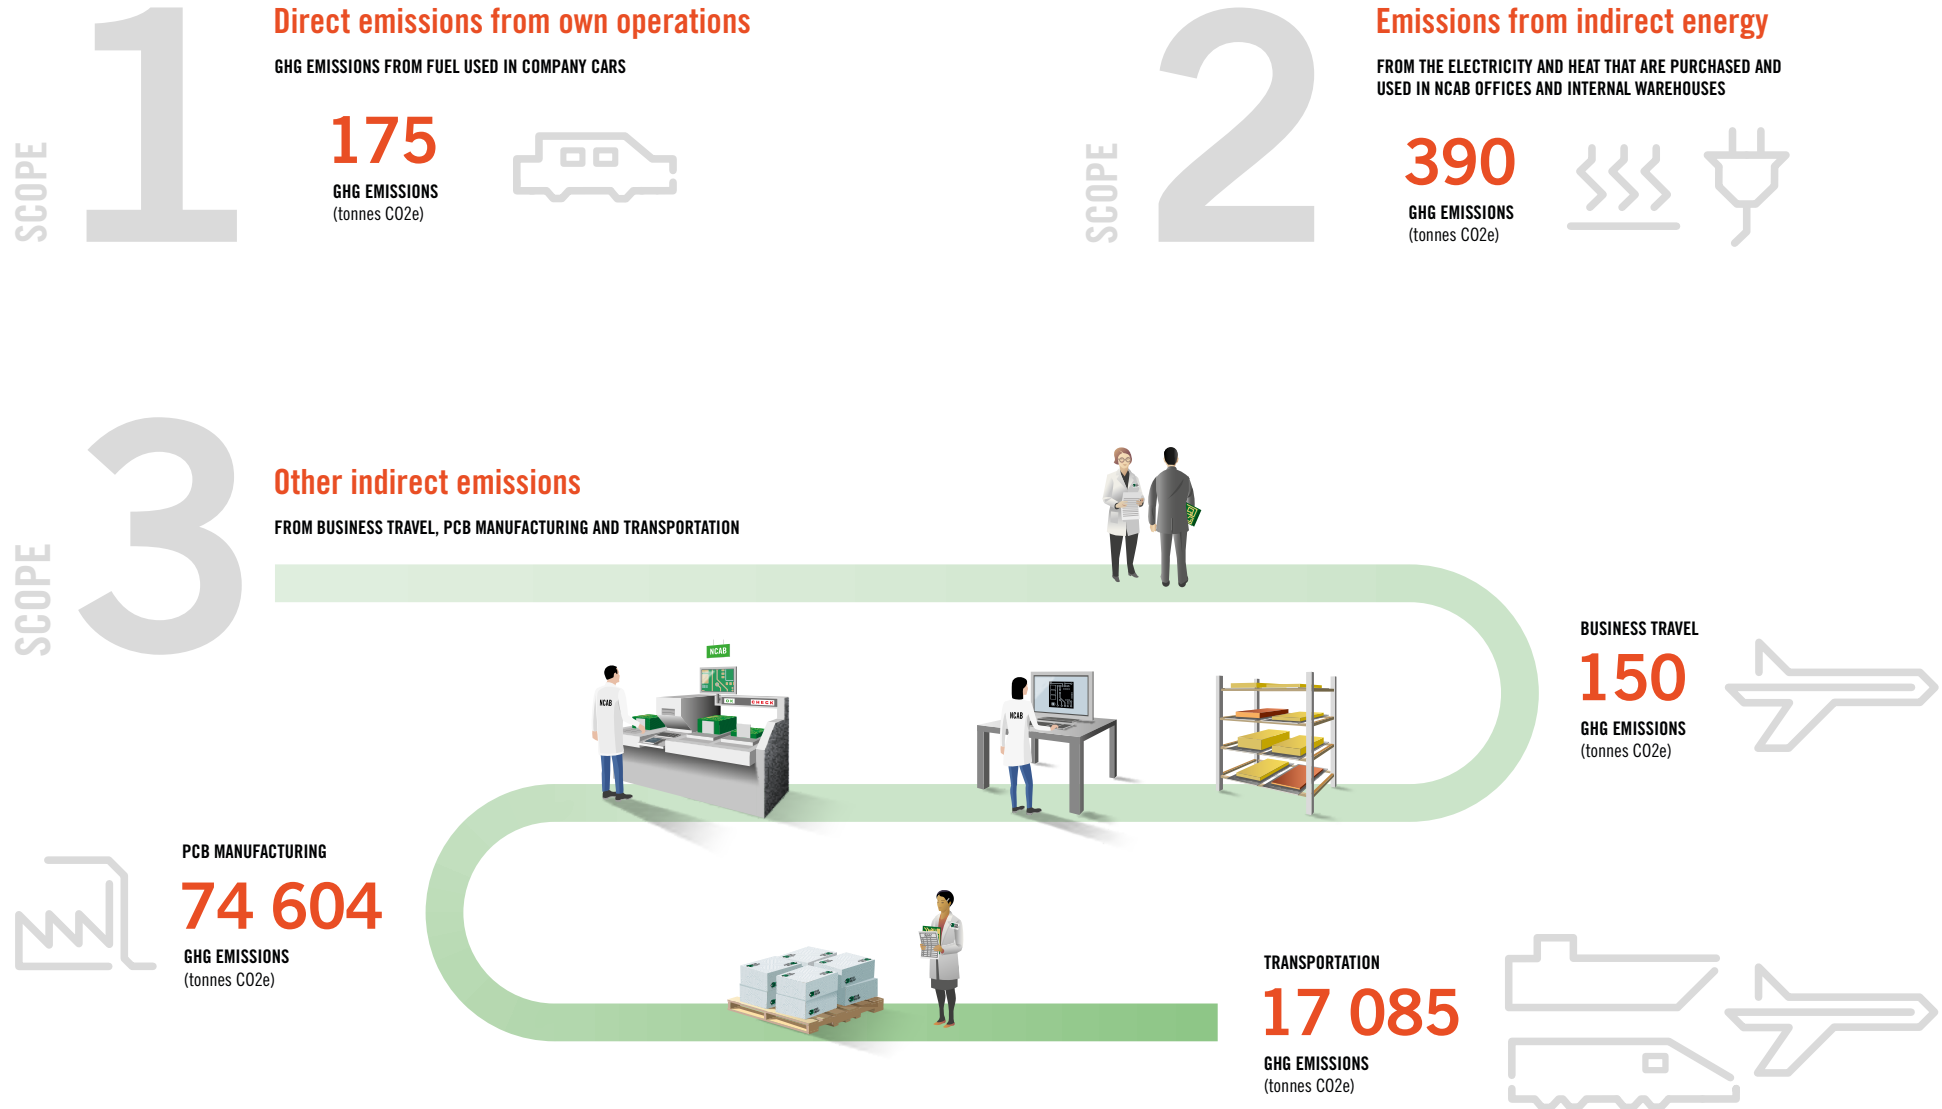 SCOPE
1
Direct emissions from own operations
GHG EMISSIONS FROM FUEL USED IN COMPANY CARS
175
GHG EMISSIONS
(tonnes CO2e)
SCOPE
2
Emissions from indirect energy
FROM THE ELECTRICITY AND HEAT THAT ARE PURCHASED AND
USED IN NCAB OFFICES AND INTERNAL WAREHOUSES
390
GHG EMISSIONS
(tonnes CO2e)
SCOPE
3
Other indirect emissions
FROM BUSINESS TRAVEL, PCB MANUFACTURING AND TRANSPORTATION
BUSINESS TRAVEL
150
GHG EMISSIONS
(tonnes CO2e)
NCAB
NCAB
CHECK
NCAB
PCB MANUFACTURING
74 604
GHG EMISSIONS
(tonnes CO2e)
TRANSPORTATION
17 085
GHG EMISSIONS
(tonnes CO2e)